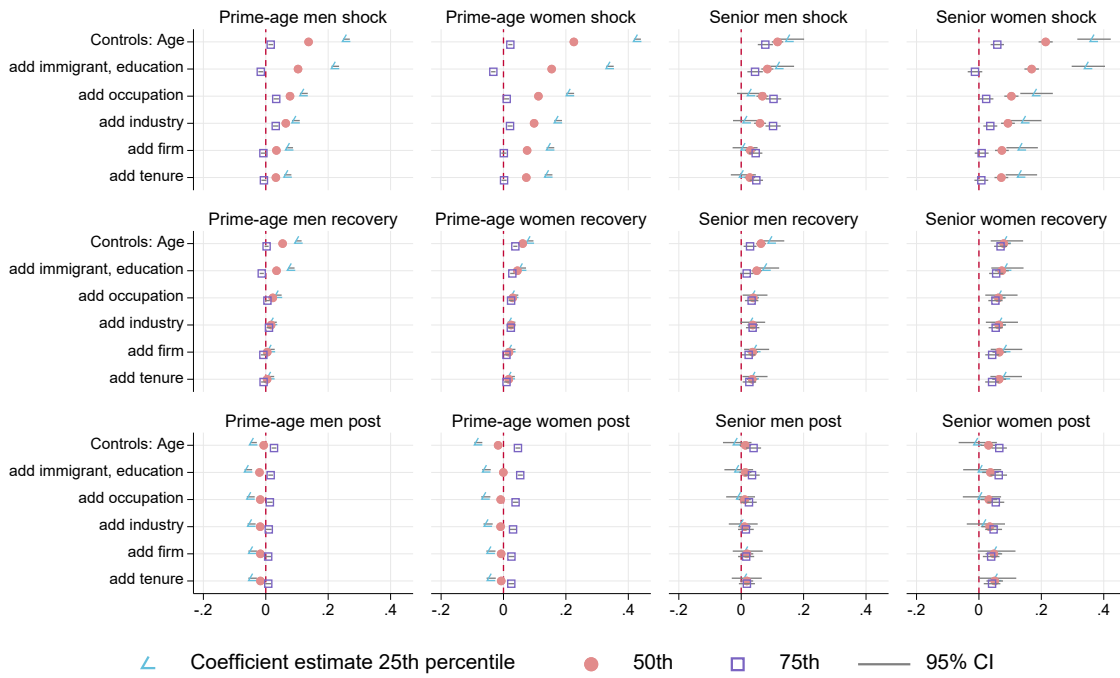 Prime-age men shock
Prime-age women shock
Senior men shock
Senior women shock
Controls: Age
add immigrant, education
add occupation
add industry
add firm
add tenure
Prime-age men recovery
Prime-age women recovery
Senior men recovery
Senior women recovery
Controls: Age
add immigrant, education
add occupation
add industry
add firm
add tenure
Prime-age men post
Prime-age women post
Senior men post
Senior women post
Controls: Age
add immigrant, education
add occupation
add industry
add firm
add tenure
-.2 0 .2 .4 -.2 0 .2 .4 -.2 0 .2 .4 -.2 0 .2 .4
Coefficient estimate 25th percentile 50th 75th 95% CI